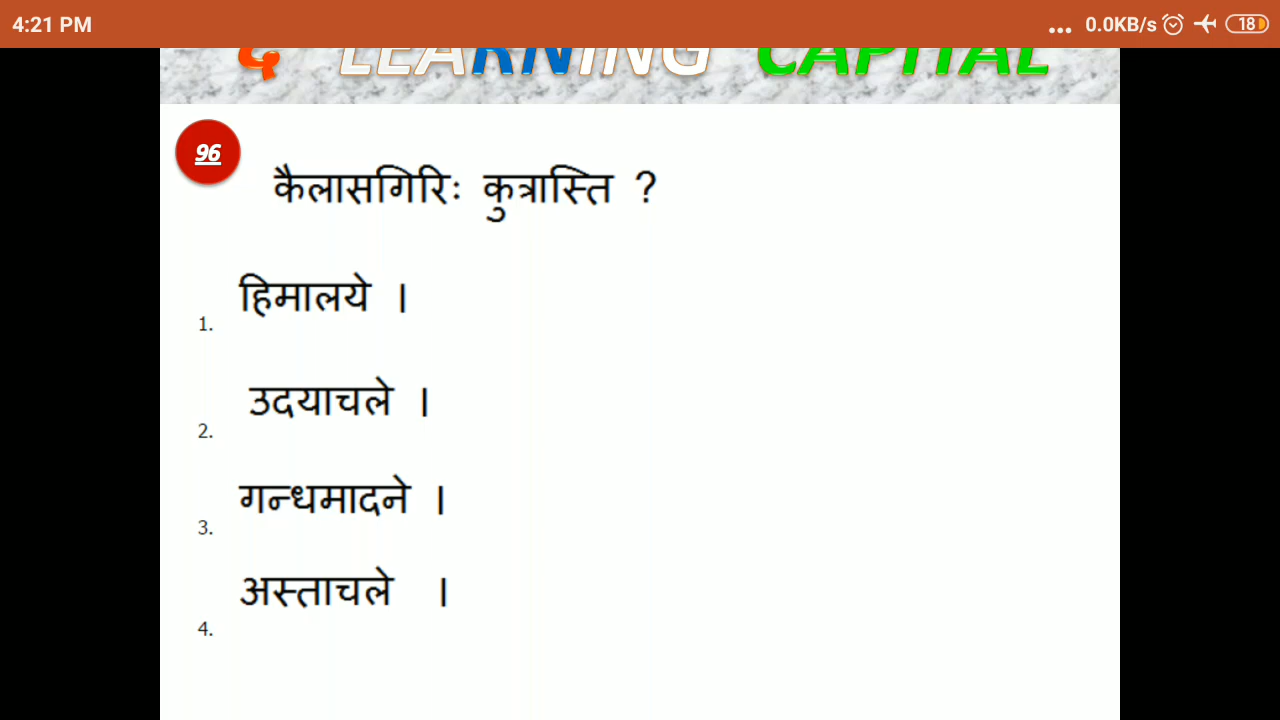 4:21 PM ... 0.0KB/s 18
LEARNING CAPITAL
96
कैलासगिरिः कुत्रास्ति ?
1. हिमालये ।
2. उदयाचले ।
3. गन्धमादने ।
4. अस्ताचले ।